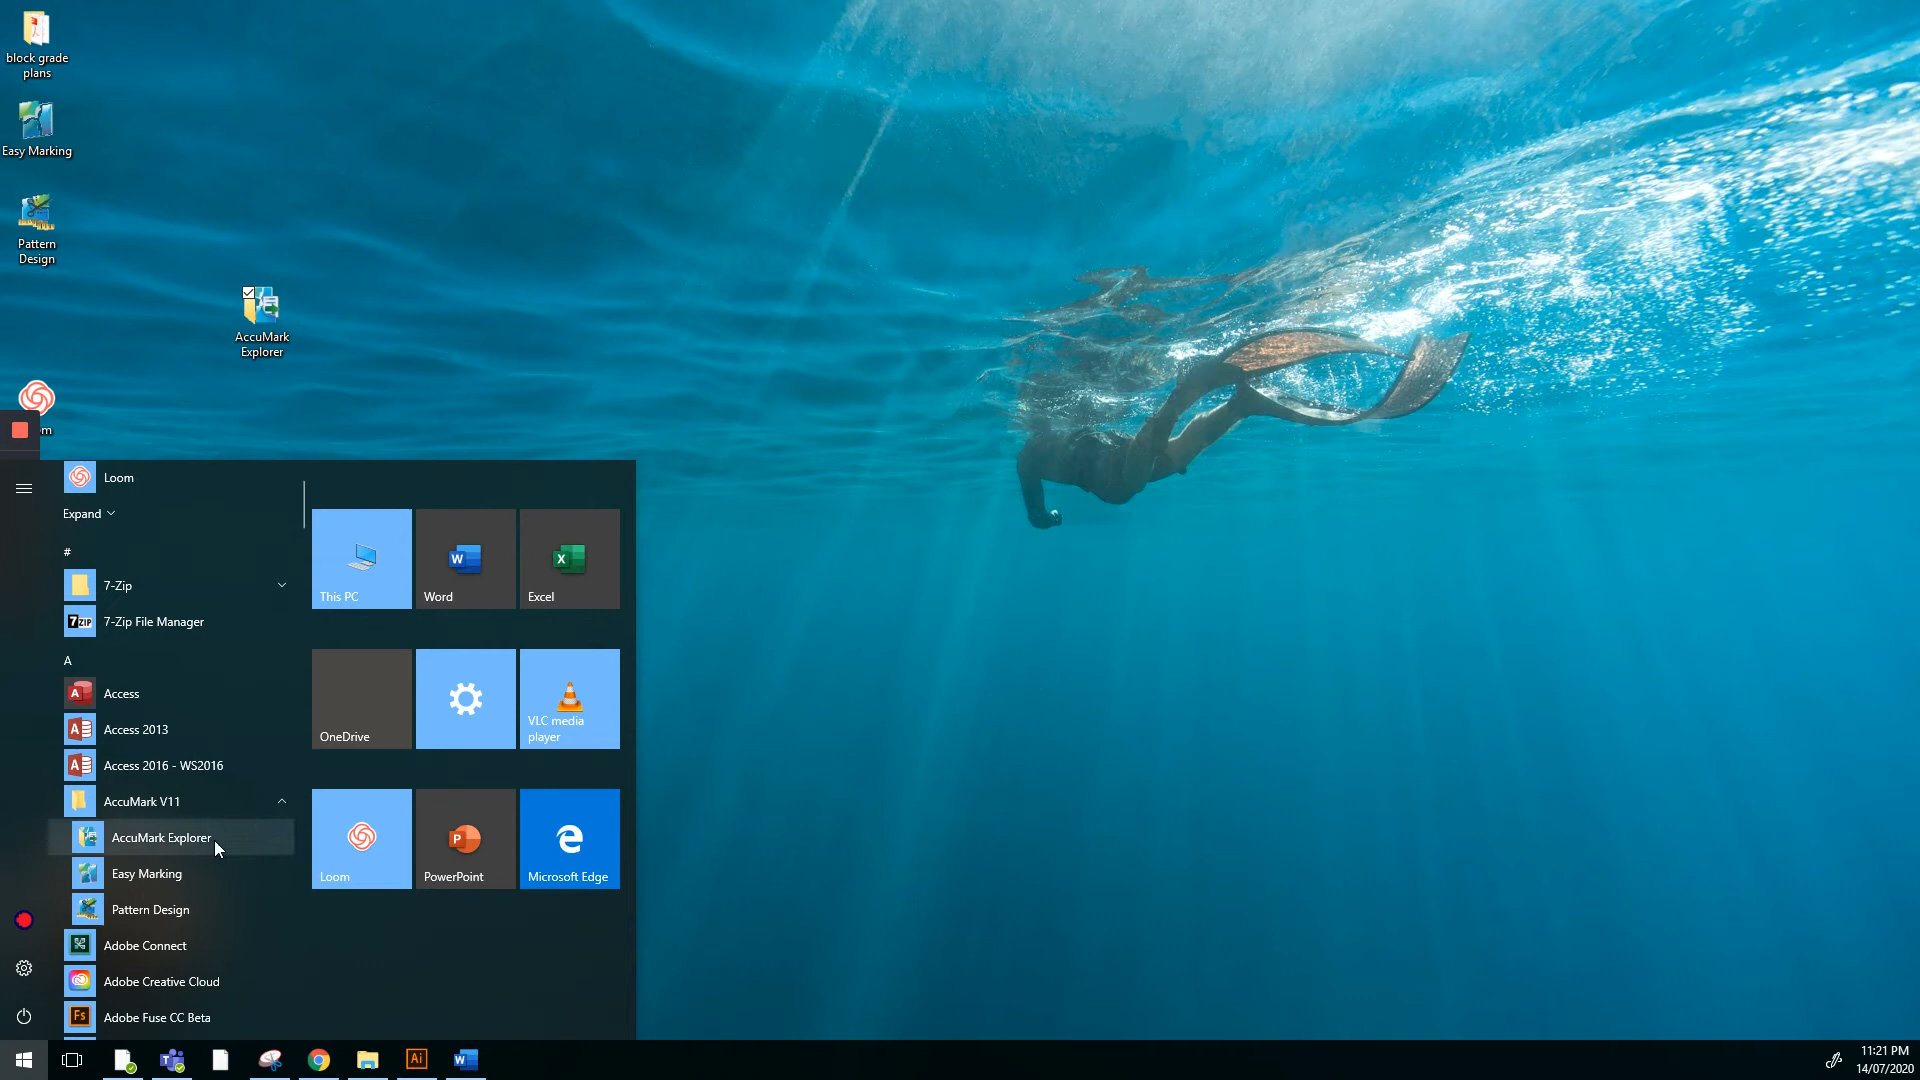 block grade
plans
Easy Marking
Pattern
Design
AccuMark
Explorer
m
Loom
Expand
#
7-Zip
7-Zip File Manager
A
Access
Access 2013
Access 2016 - WS2016
AccuMark V11
AccuMark Explorer
Easy Marking
Pattern Design
Adobe Connect
Adobe Creative Cloud
Adobe Fuse CC Beta
This PC
Word
Excel
OneDrive
VLC media
player
Loom
PowerPoint
Microsoft Edge
11:21 PM
14/07/2020